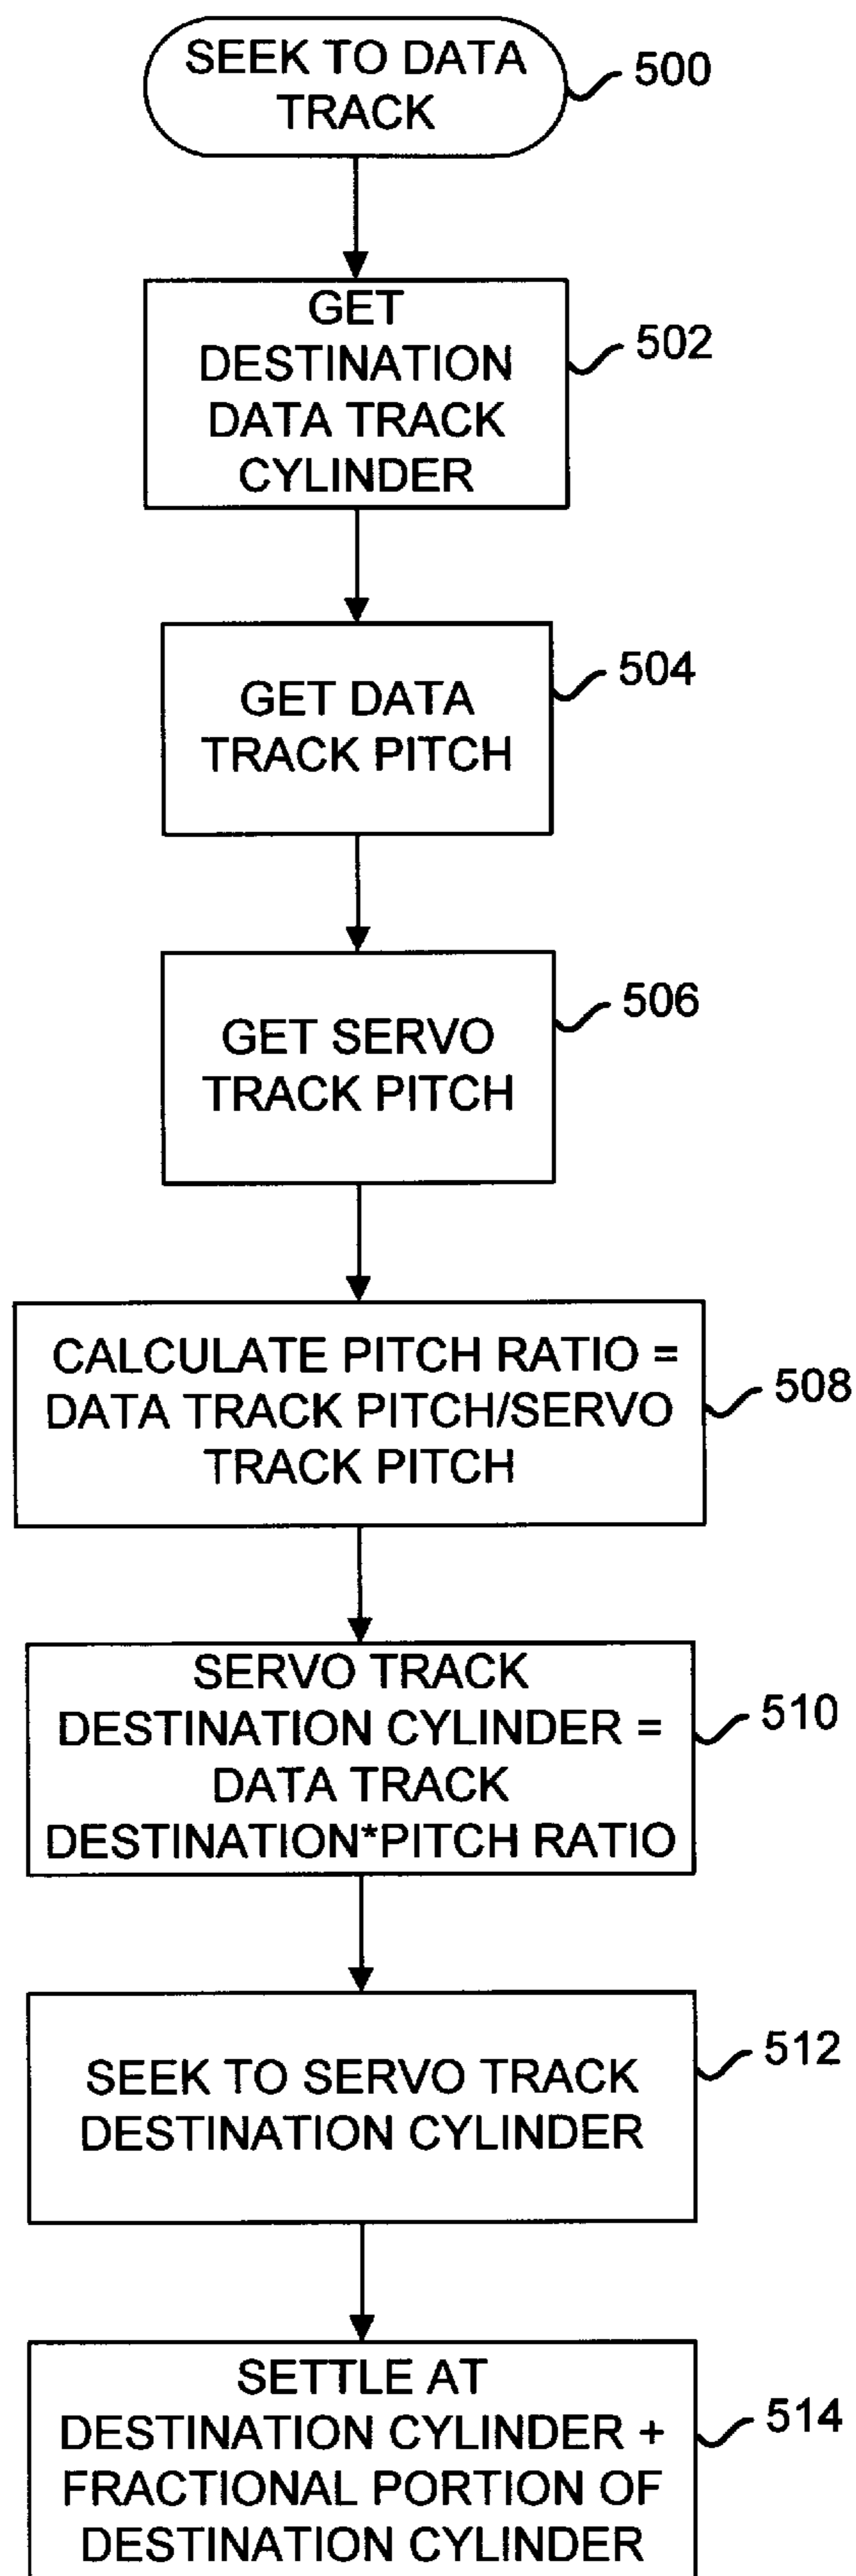 SEEK TO DATA
TRACK
500
GET
DESTINATION
DATA TRACK
CYLINDER
502
GET DATA
TRACK PITCH
504
GET SERVO
TRACK PITCH
506
CALCULATE PITCH RATIO =
DATA TRACK PITCH/SERVO
TRACK PITCH
508
SERVO TRACK
DESTINATION CYLINDER =
DATA TRACK
DESTINATION*PITCH RATIO
510
SEEK TO SERVO TRACK
DESTINATION CYLINDER
512
SETTLE AT
DESTINATION CYLINDER +
FRACTIONAL PORTION OF
DESTINATION CYLINDER
514